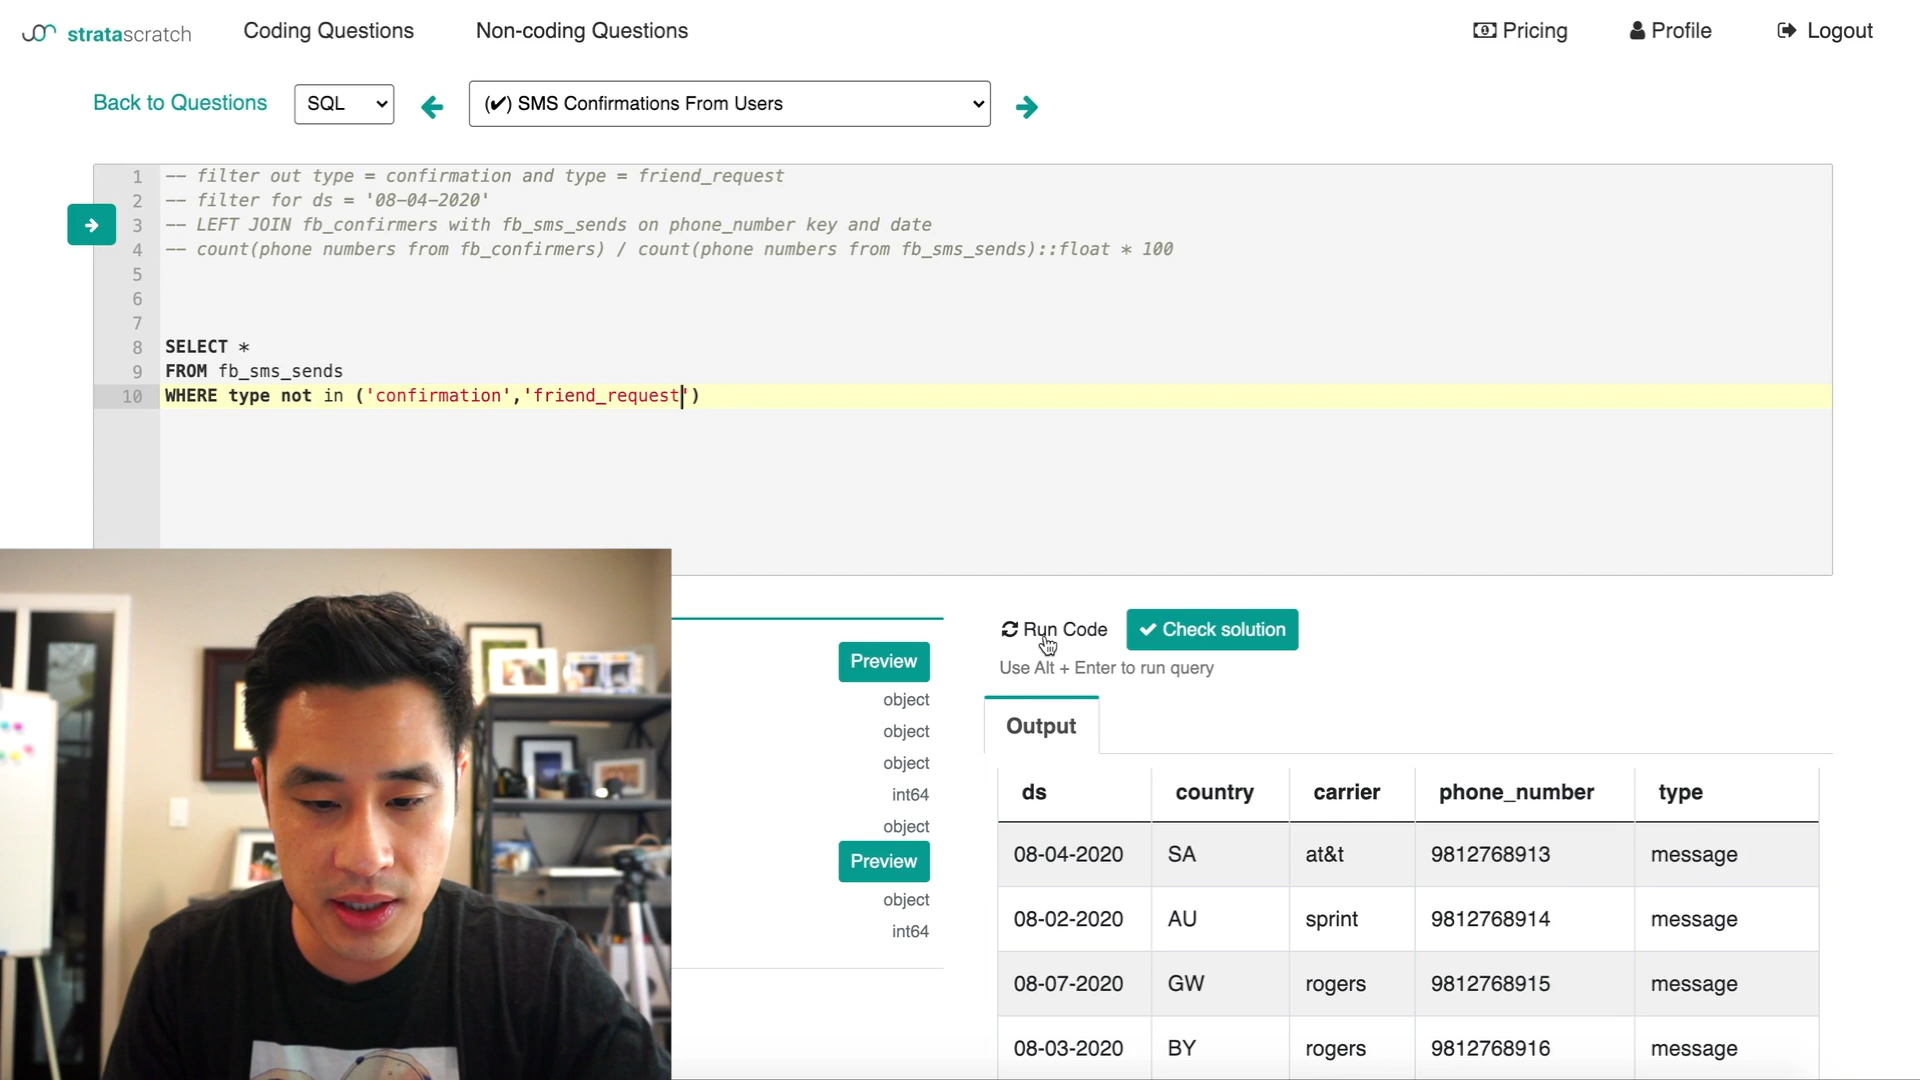 stratascratch
Coding Questions
Non-coding Questions
Pricing
Profile
Logout
Back to Questions
SQL
(✔) SMS Confirmations From Users
1 -- filter out type = confirmation and type = friend_request
2 -- filter for ds = '08-04-2020'
3 -- LEFT JOIN fb_confirmers with fb_sms_sends on phone_number key and date
4 -- count(phone numbers from fb_confirmers) / count(phone numbers from fb_sms_sends)::float * 100
5
6
7
8 SELECT *
9 FROM fb_sms_sends
10 WHERE type not in ('confirmation','friend_request')
Run Code
Check solution
Use Alt + Enter to run query
Preview
object
object
object
int64
object
Preview
object
int64
Output
ds country carrier phone_number type
08-04-2020 SA at&t 9812768913 message
08-02-2020 AU sprint 9812768914 message
08-07-2020 GW rogers 9812768915 message
08-03-2020 BY rogers 9812768916 message